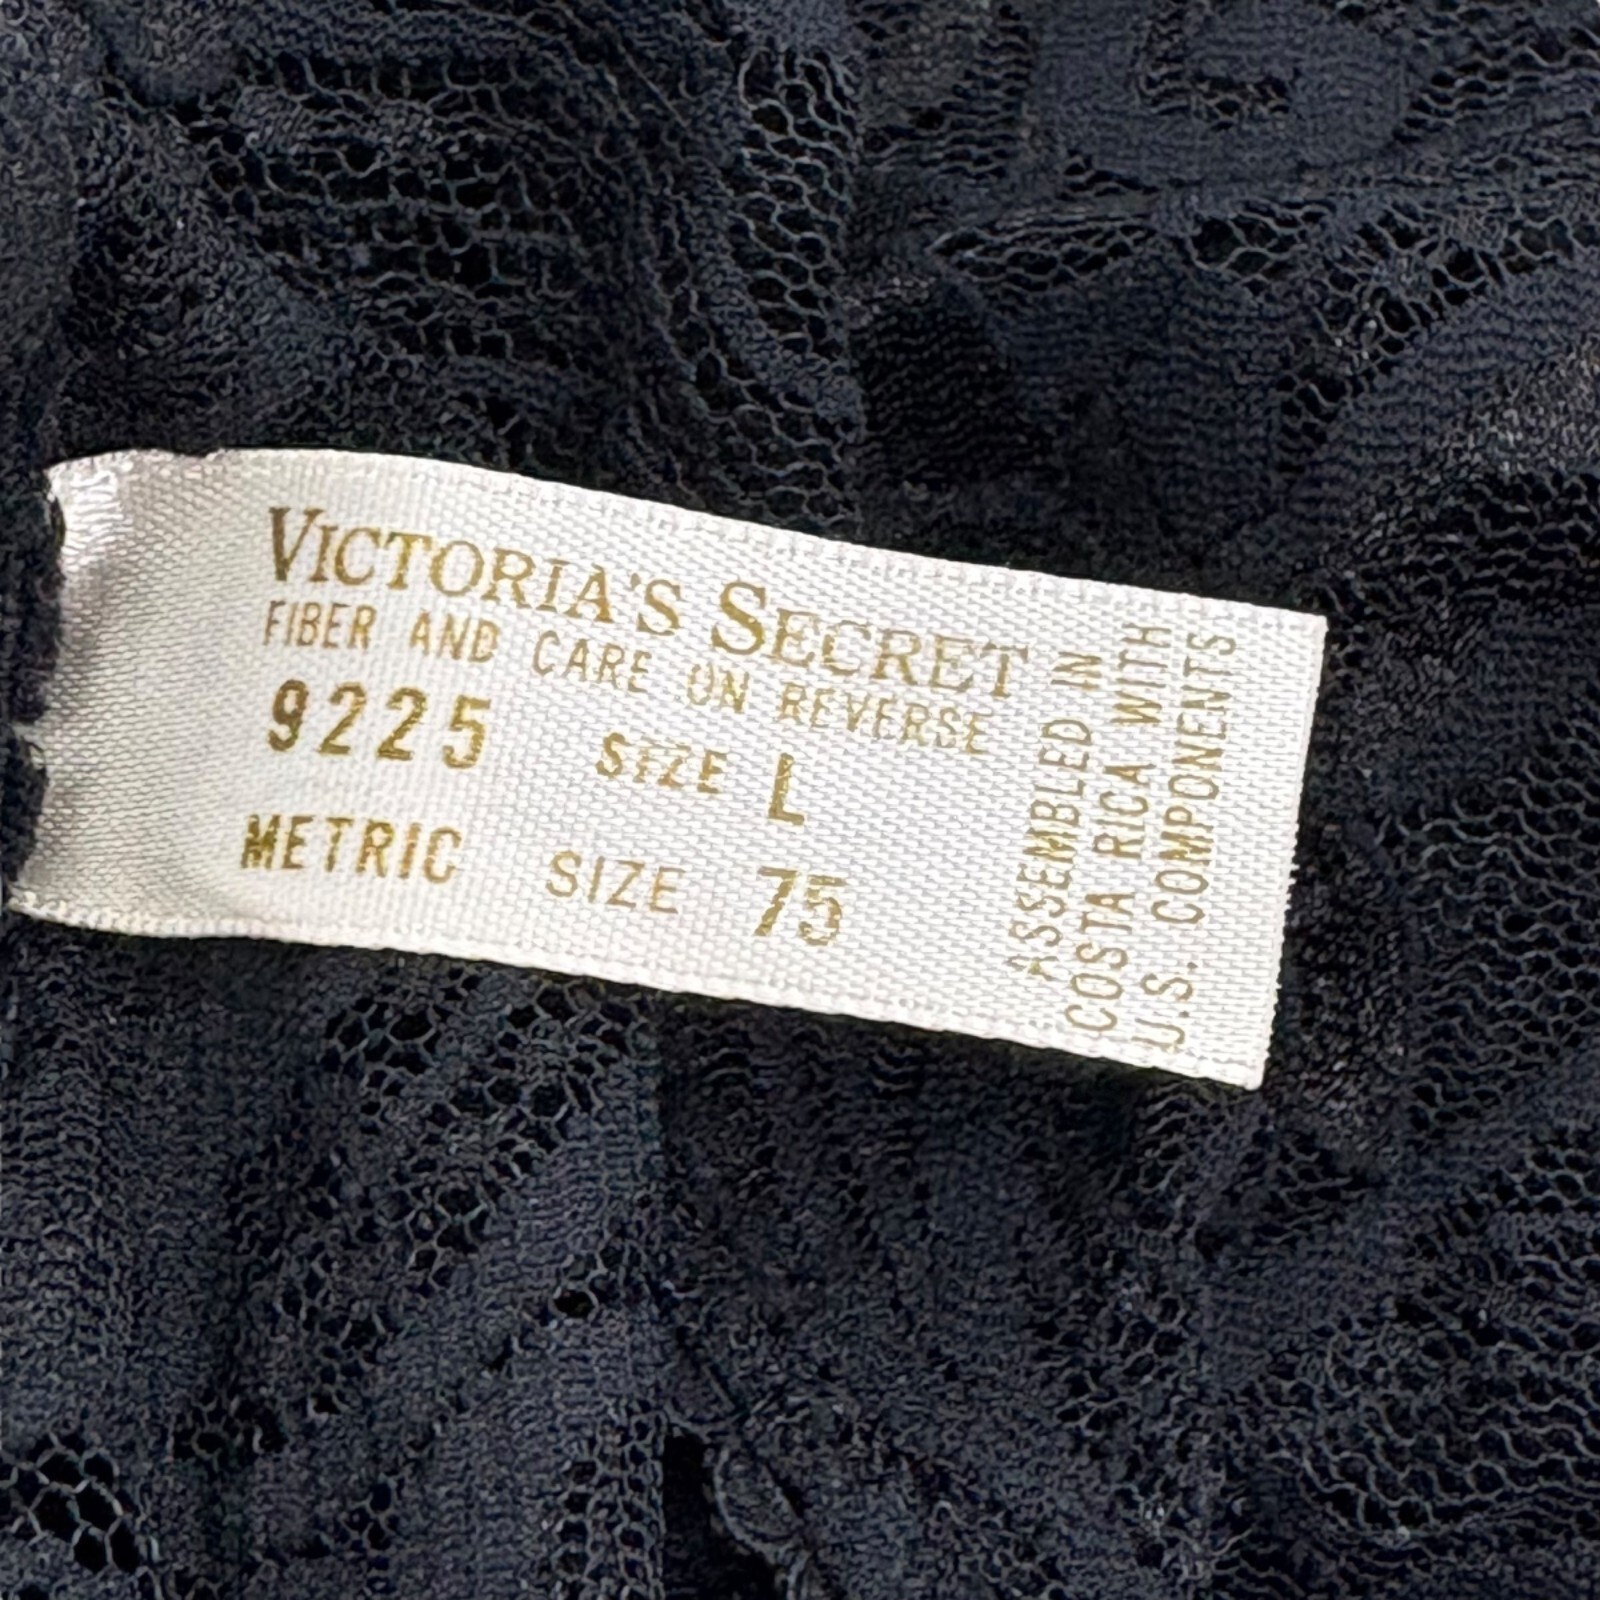 VICTORIA'S SECRET
FIBER AND CARE ON REVERSE
9225 SIZE L
METRIC SIZE 75
ASSEMBLED IN
COSTA RICA WITH
U.S. COMPONENTS